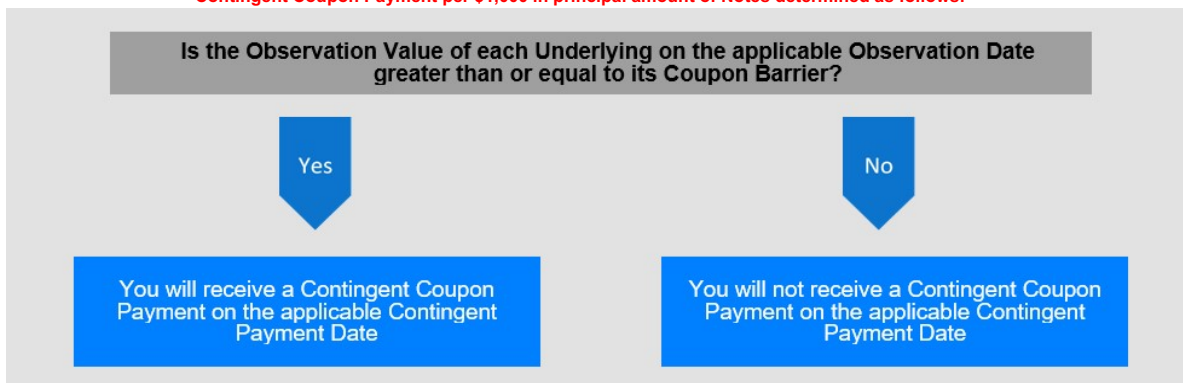 Contingent Coupon Payment per $1,000 in principal amount of Notes determined as follows:
Is the Observation Value of each Underlying on the applicable Observation Date
greater than or equal to its Coupon Barrier?
Yes
No
You will receive a Contingent Coupon
Payment on the applicable Contingent
Payment Date
You will not receive a Contingent Coupon
Payment on the applicable Contingent
Payment Date